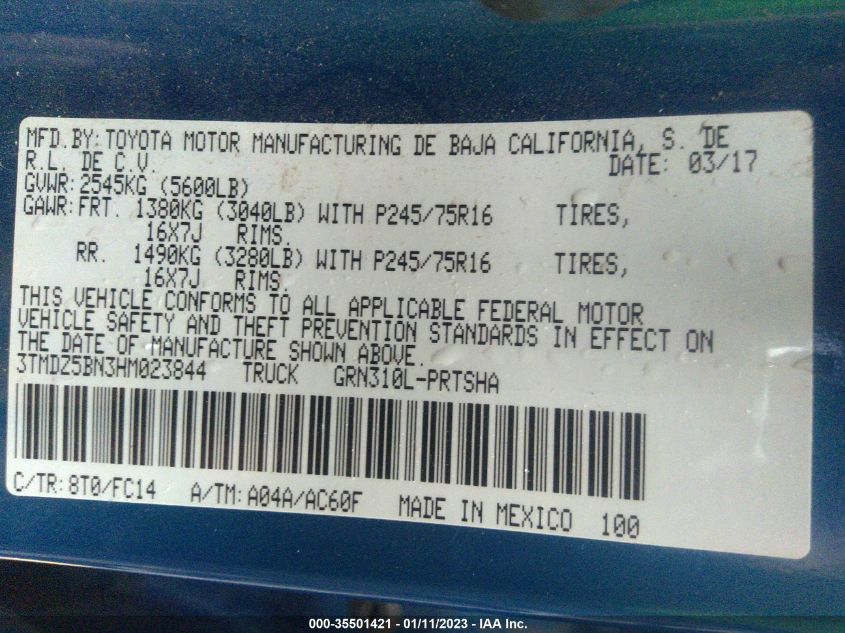 MFD.BY: TOYOTA MOTOR MANUFACTURING DE BAJA CALIFORNIA, S. DE
R.L. DE C.V. DATE: 03/17
GVWR: 2545KG (5600LB)
GAWR: FRT. 1380KG (3040LB) WITH P245/75R16 TIRES,
16X7J RIMS.
RR. 1490KG (3280LB) WITH P245/75R16 TIRES,
16X7J RIMS.
THIS VEHICLE CONFORMS TO ALL APPLICABLE FEDERAL MOTOR
VEHICLE SAFETY AND THEFT PREVENTION STANDARDS IN EFFECT ON
THE DATE OF MANUFACTURE SHOWN ABOVE.
3TMDZ5BN3HM023844 TRUCK GRN310L-PRTSHA
C/TR: 8T0/FC14 A/TM: A04A/AC60F MADE IN MEXICO 100
000-35501421 - 01/11/2023 - IAA Inc.